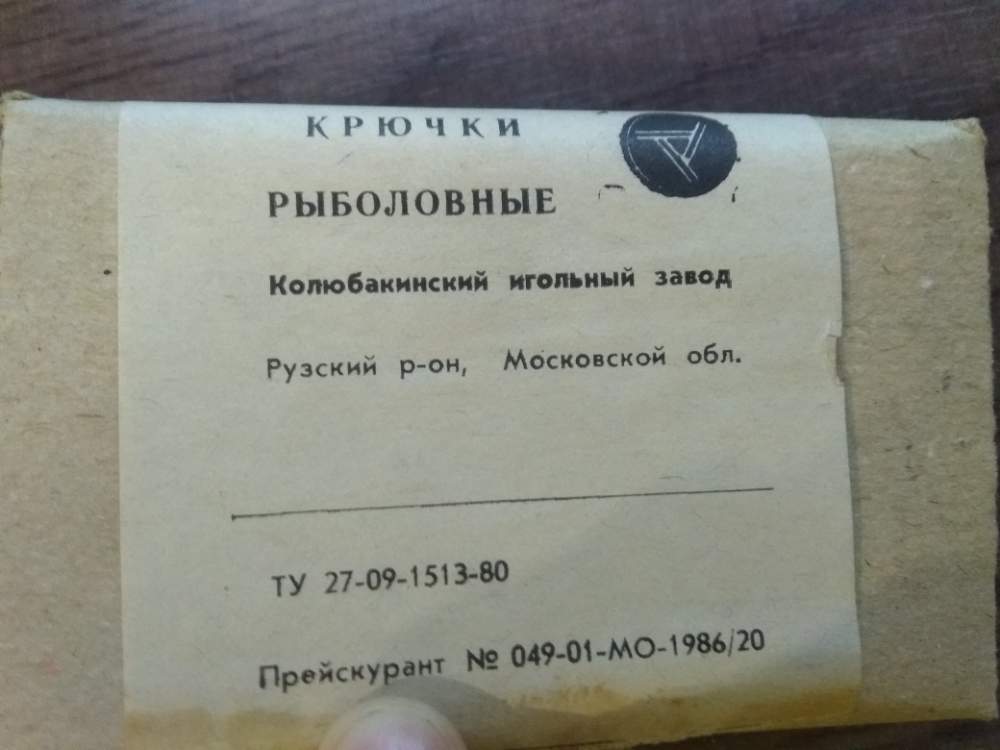 КРЮЧКИ
РЫБОЛОВНЫЕ
Колюбакинский игольный завод
Рузский р-он, Московской обл.
ТУ 27-09-1513-80
Прейскурант № 049-01-МО-1986/20